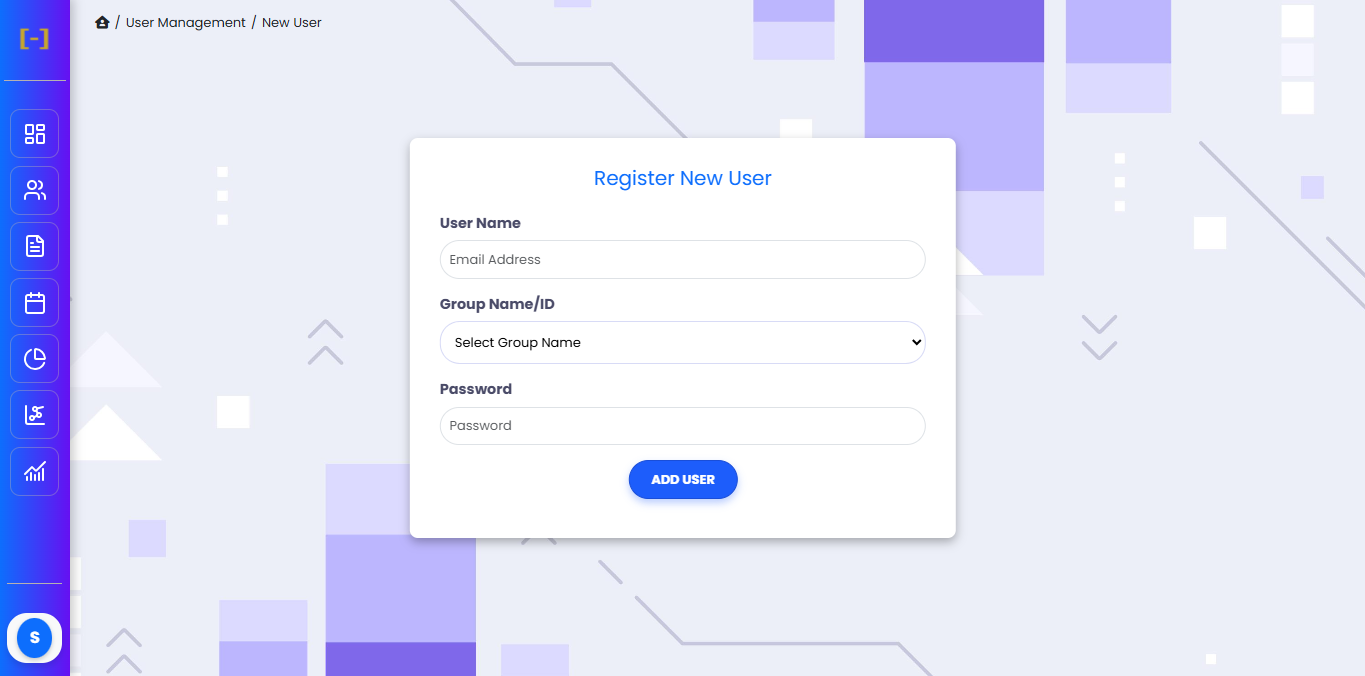 [-]
/ User Management / New User
Register New User
User Name
Email Address
Group Name/ID
Select Group Name
Password
Password
ADD USER
S